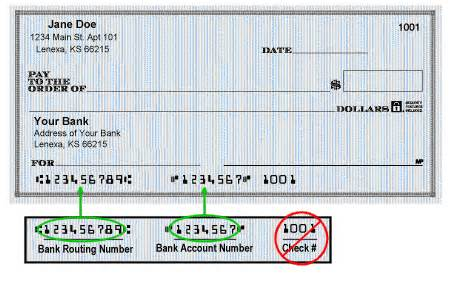 Jane Doe
1001
1234 Main St. Apt 101
Lenexa, KS 66215
DATE
PAY
TO THE
ORDER OF
$
DOLLARS
Your Bank
Address of Your Bank
Lenexa, KS 66215
FOR
MP
⑆123456789⑆ ⑈1234567⑈ 1001
⑆123456789⑆ ⑈1234567⑈ 1001
Bank Routing Number Bank Account Number Check #